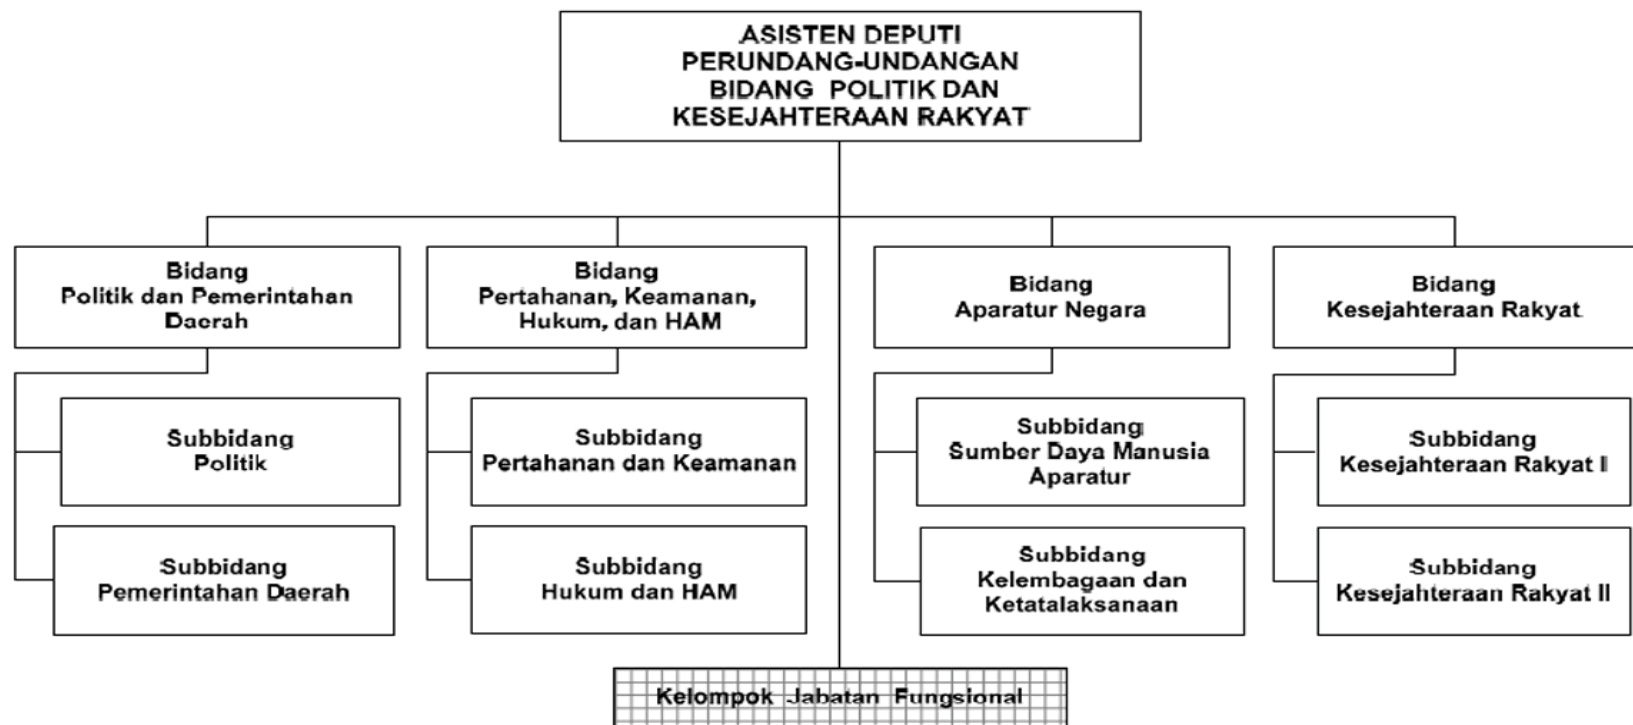 ASISTEN DEPUTI
PERUNDANG-UNDANGAN
BIDANG POLITIK DAN
KESEJAHTERAAN RAKYAT
Bidang
Politik dan Pemerintahan
Daerah
Bidang
Pertahanan, Keamanan,
Hukum, dan HAM
Bidang
Aparatur Negara
Bidang
Kesejahteraan Rakyat
Subbidang
Politik
Subbidang
Pertahanan dan Keamanan
Subbidang
Sumber Daya Manusia
Aparatur
Subbidang
Kesejahteraan Rakyat I
Subbidang
Pemerintahan Daerah
Subbidang
Hukum dan HAM
Subbidang
Kelembagaan dan
Ketatalaksanaan
Subbidang
Kesejahteraan Rakyat II
Kelompok Jabatan Fungsional